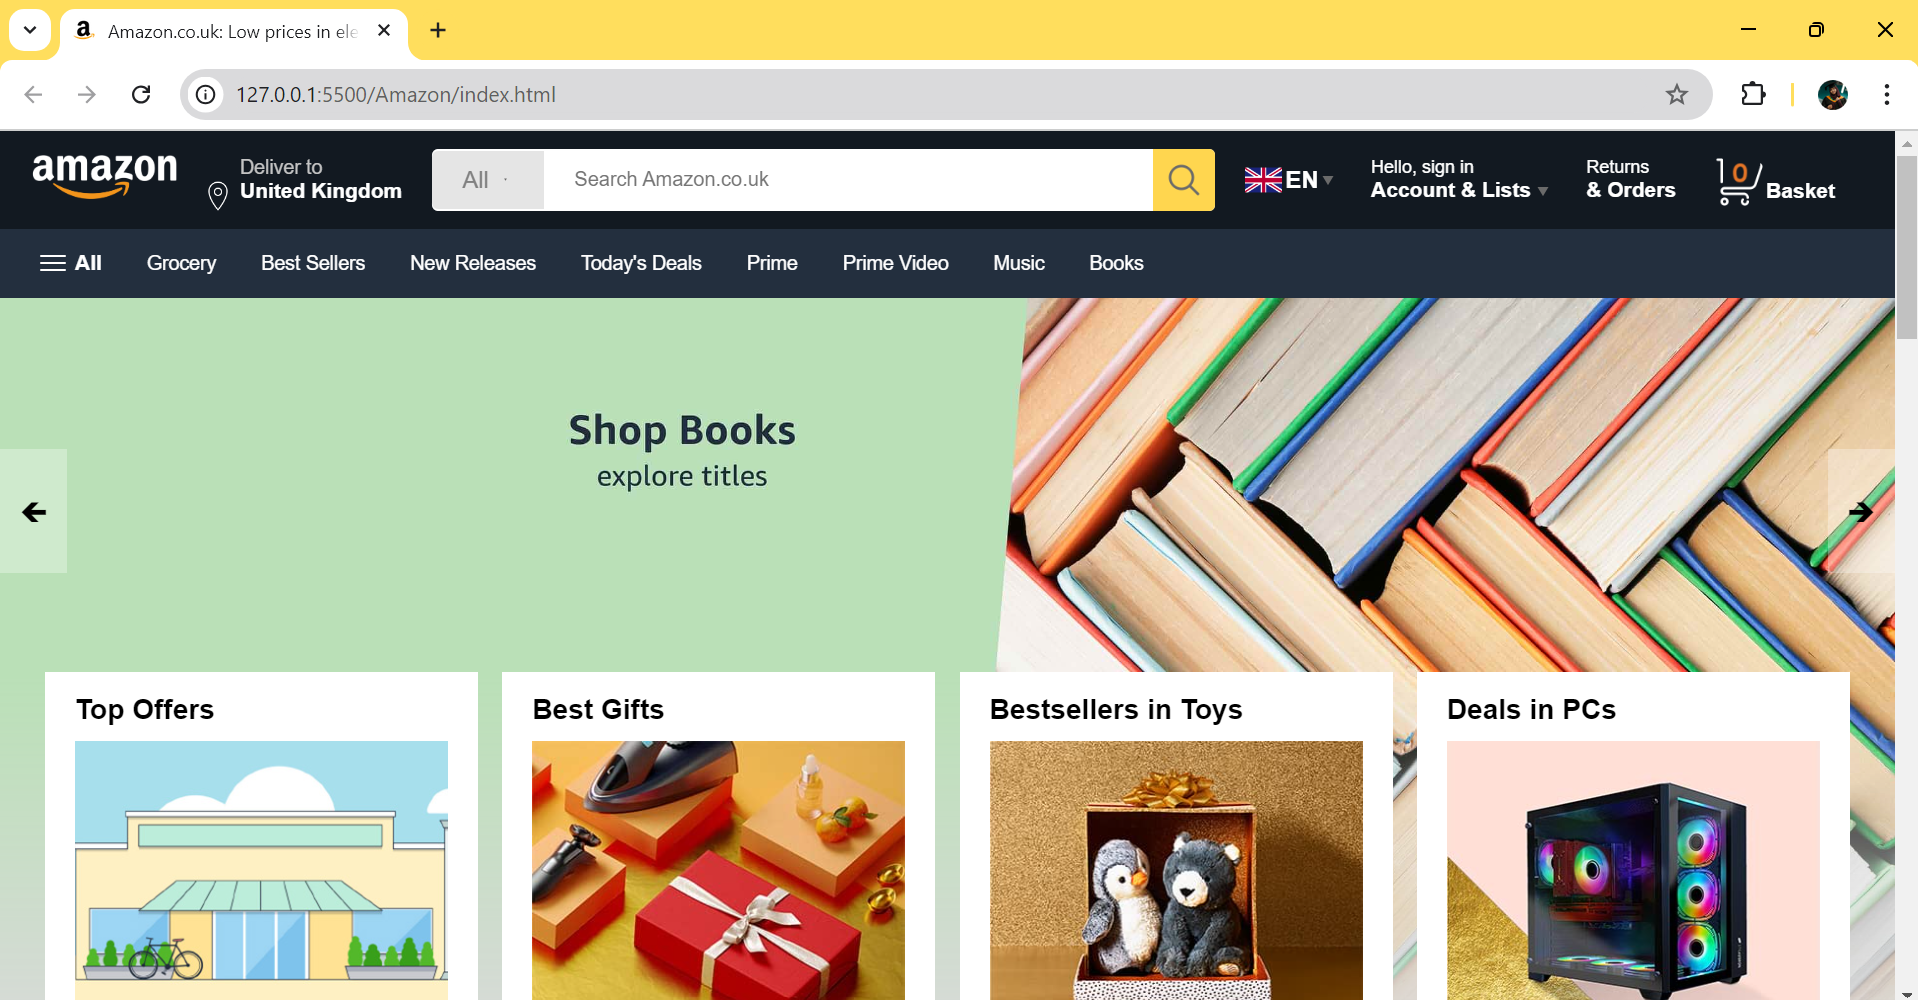 Amazon.co.uk: Low prices in ele
127.0.0.1:5500/Amazon/index.html
amazon
Deliver to
United Kingdom
All
Search Amazon.co.uk
EN
Hello, sign in
Account & Lists
Returns
& Orders
0
Basket
All
Grocery
Best Sellers
New Releases
Today's Deals
Prime
Prime Video
Music
Books
Shop Books
explore titles
Top Offers
Best Gifts
Bestsellers in Toys
Deals in PCs